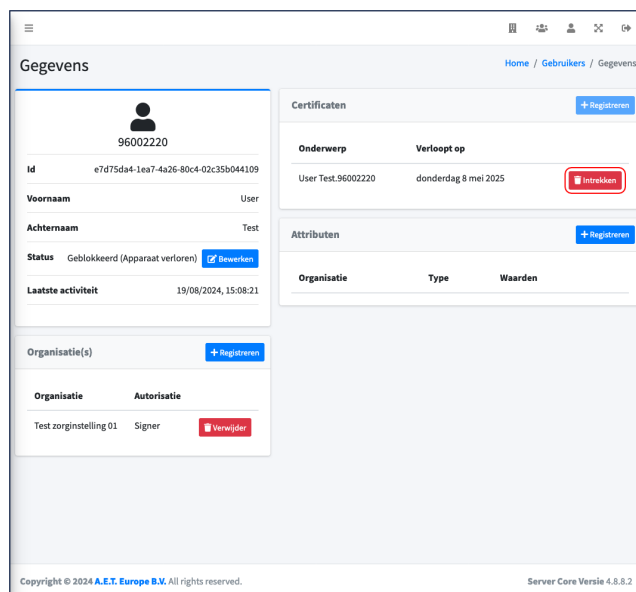 Gegevens
Home / Gebruikers / Gegevens
96002220
Id e7d75da4-1ea7-4a26-80c4-02c35b044109
Voornaam User
Achternaam Test
Status Geblokkeerd (Apparaat verloren) Bewerken
Laatste activiteit 19/08/2024, 15:08:21
Organisatie(s) + Registreren
Organisatie Autorisatie
Test zorginstelling 01 Signer Verwijder
Certificaten + Registreren
Onderwerp Verloopt op
User Test.96002220 donderdag 8 mei 2025 Intrekken
Attributen + Registreren
Organisatie Type Waarden
Copyright © 2024 A.E.T. Europe B.V. All rights reserved.
Server Core Versie 4.8.8.2